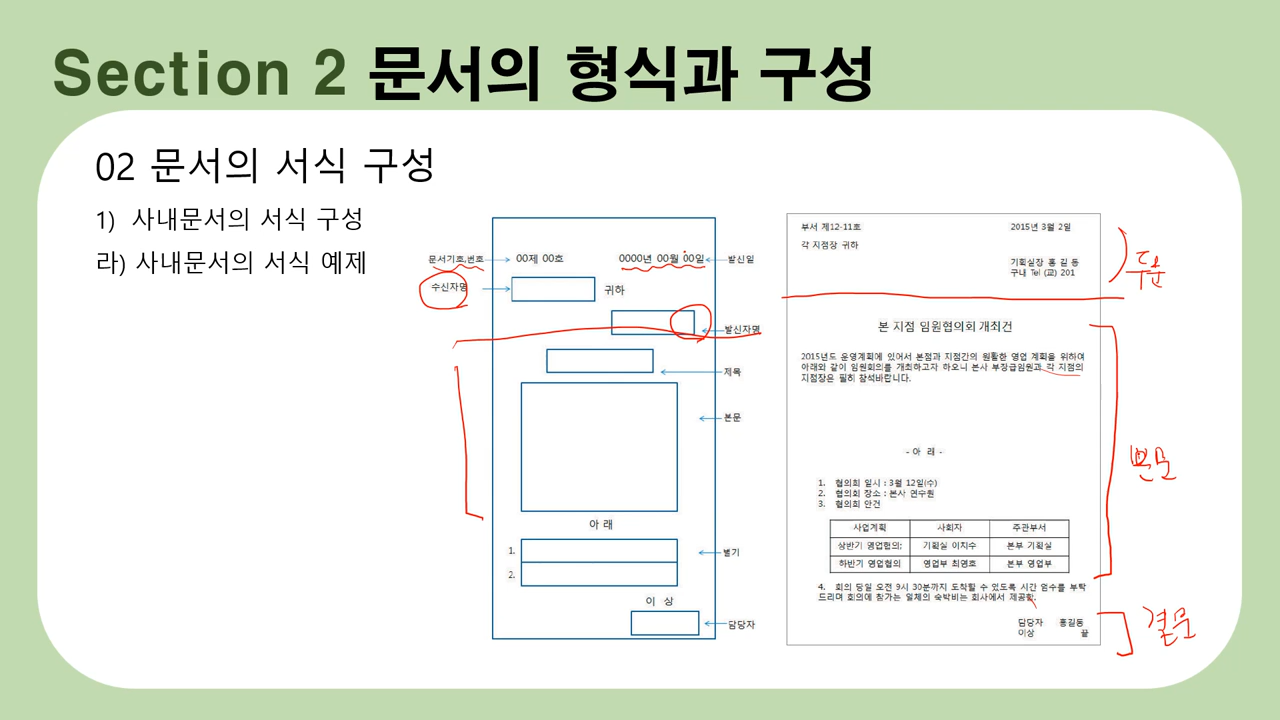 Section 2 문서의 형식과 구성
02 문서의 서식 구성
1) 사내문서의 서식 구성
라) 사내문서의 서식 예제
문서기호,번호
00제 00호
0000년 00월 00일
발신일
수신자명
귀하
발신자명
제목
본문
아 래
1.
2.
별기
이 상
담당자
부서 제12-11호
2015년 3월 2일
각 지점장 귀하
기획실장 홍 길 동
구내 Tel (교) 201
본 지점 임원협의회 개최건
2015년도 운영계획에 있어서 본점과 지점간의 원활한 영업 계획을 위하여
아래와 같이 임원회의를 개최하고자 하오니 본사 부장급임원과 각 지점의
지점장은 필히 참석바랍니다.
- 아 래 -
1. 협의회 일시 : 3월 12일(수)
2. 협의회 장소 : 본사 연수원
3. 협의회 안건
사업계획 사회자 주관부서
상반기 영업협의; 기획실 이지수 본부 기획실
하반기 영업협의 영업부 최영호 본부 영업부
4. 회의 당일 오전 9시 30분까지 도착할 수 있도록 시간 엄수를 부탁
드리며 회의에 참가는 일체의 숙박비는 회사에서 제공함.
담당자 홍길동
이상 끝
두문
본문
결문